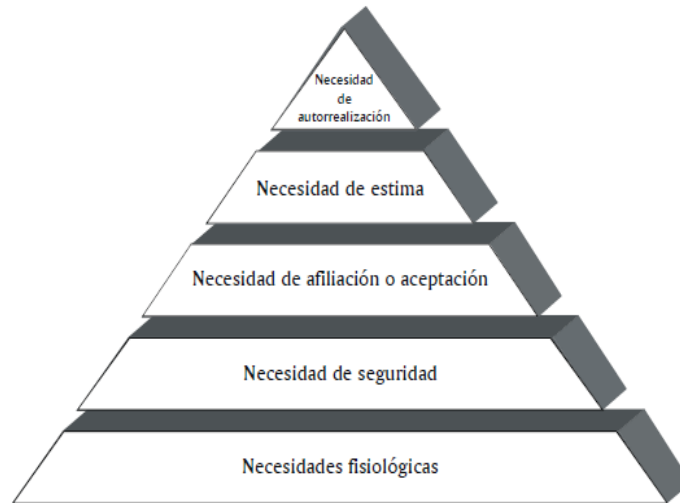 Necesidad
de
autorrealización
Necesidad de estima
Necesidad de afiliación o aceptación
Necesidad de seguridad
Necesidades fisiológicas